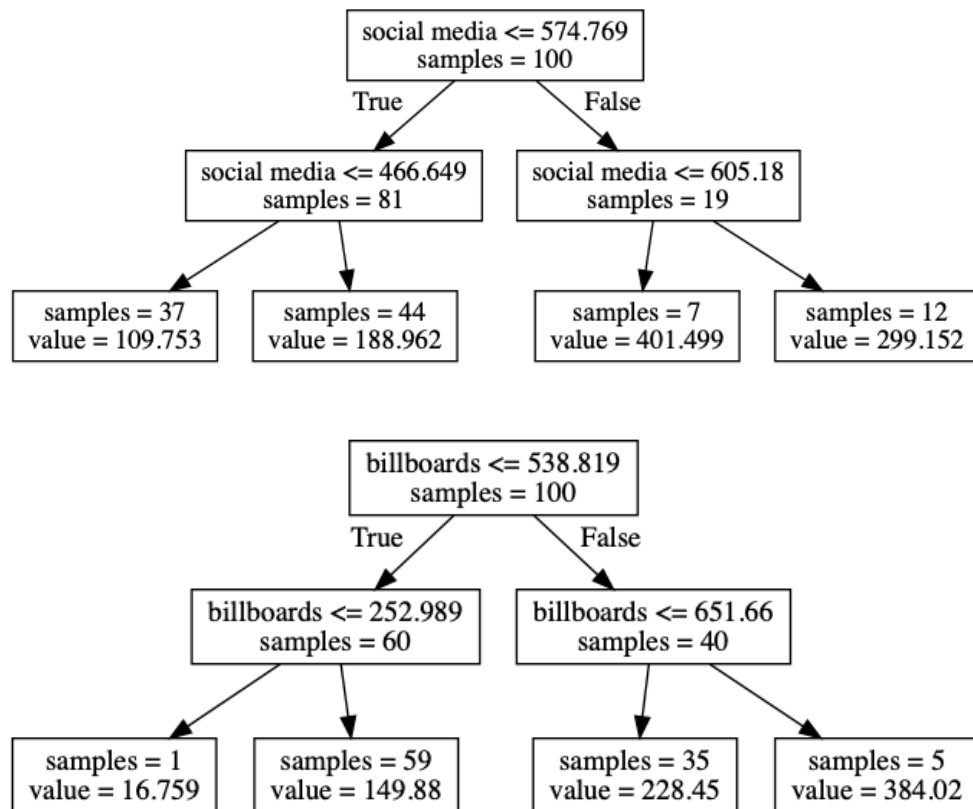 social media <= 574.769
samples = 100
True
False
social media <= 466.649
samples = 81
social media <= 605.18
samples = 19
samples = 37
value = 109.753
samples = 44
value = 188.962
samples = 7
value = 401.499
samples = 12
value = 299.152
billboards <= 538.819
samples = 100
True
False
billboards <= 252.989
samples = 60
billboards <= 651.66
samples = 40
samples = 1
value = 16.759
samples = 59
value = 149.88
samples = 35
value = 228.45
samples = 5
value = 384.02